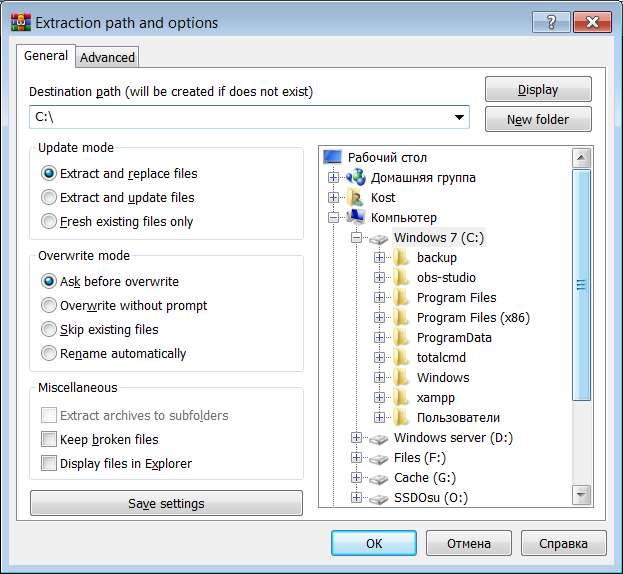 Extraction path and options
General
Advanced
Destination path (will be created if does not exist)
C:\
Display
New folder
Update mode
Extract and replace files
Extract and update files
Fresh existing files only
Overwrite mode
Ask before overwrite
Overwrite without prompt
Skip existing files
Rename automatically
Miscellaneous
Extract archives to subfolders
Keep broken files
Display files in Explorer
Save settings
Рабочий стол
Домашняя группа
Kost
Компьютер
Windows 7 (C:)
backup
obs-studio
Program Files
Program Files (x86)
ProgramData
totalcmd
Windows
xampp
Пользователи
Windows server (D:)
Files (F:)
Cache (G:)
SSDOsu (O:)
OK
Отмена
Справка